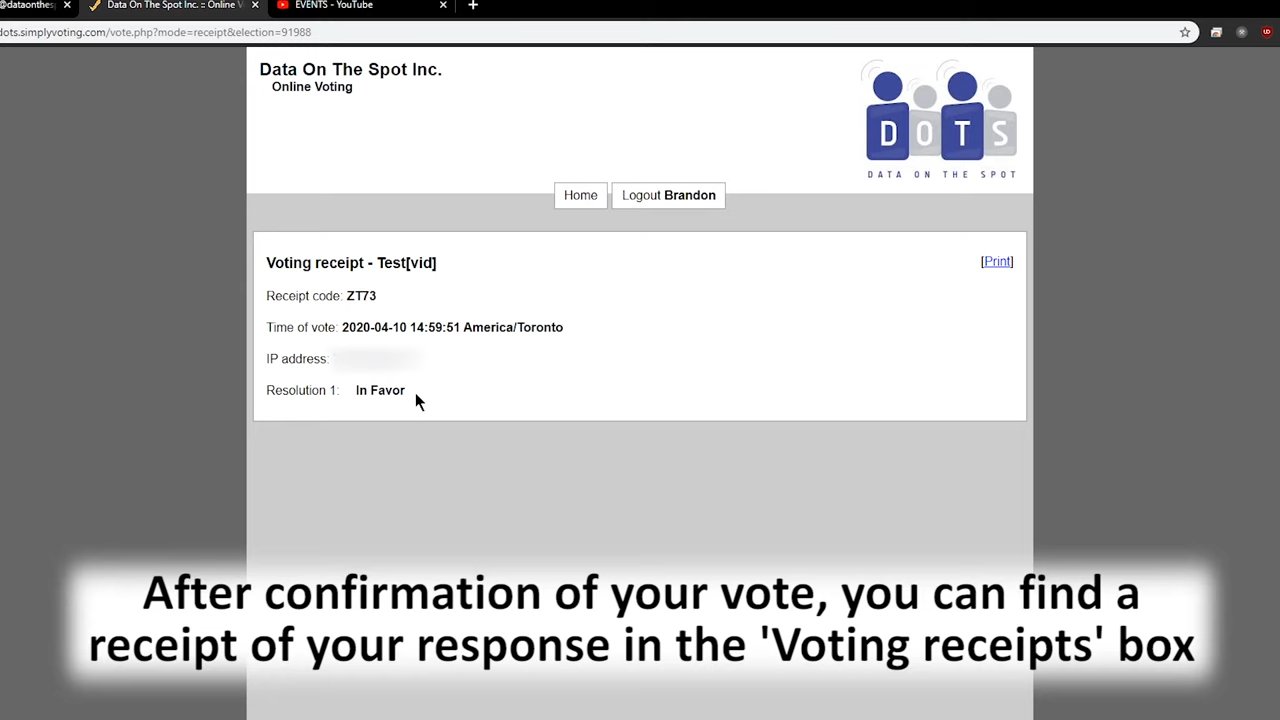 Data On The Spot Inc. :: Online V
EVENTS - YouTube
dots.simplyvoting.com/vote.php?mode=receipt&election=91988
Data On The Spot Inc.
Online Voting
DOTS
DATA ON THE SPOT
Home
Logout Brandon
Voting receipt - Test[vid]
[Print]
Receipt code: ZT73
Time of vote: 2020-04-10 14:59:51 America/Toronto
IP address:
Resolution 1: In Favor
After confirmation of your vote, you can find a
receipt of your response in the 'Voting receipts' box